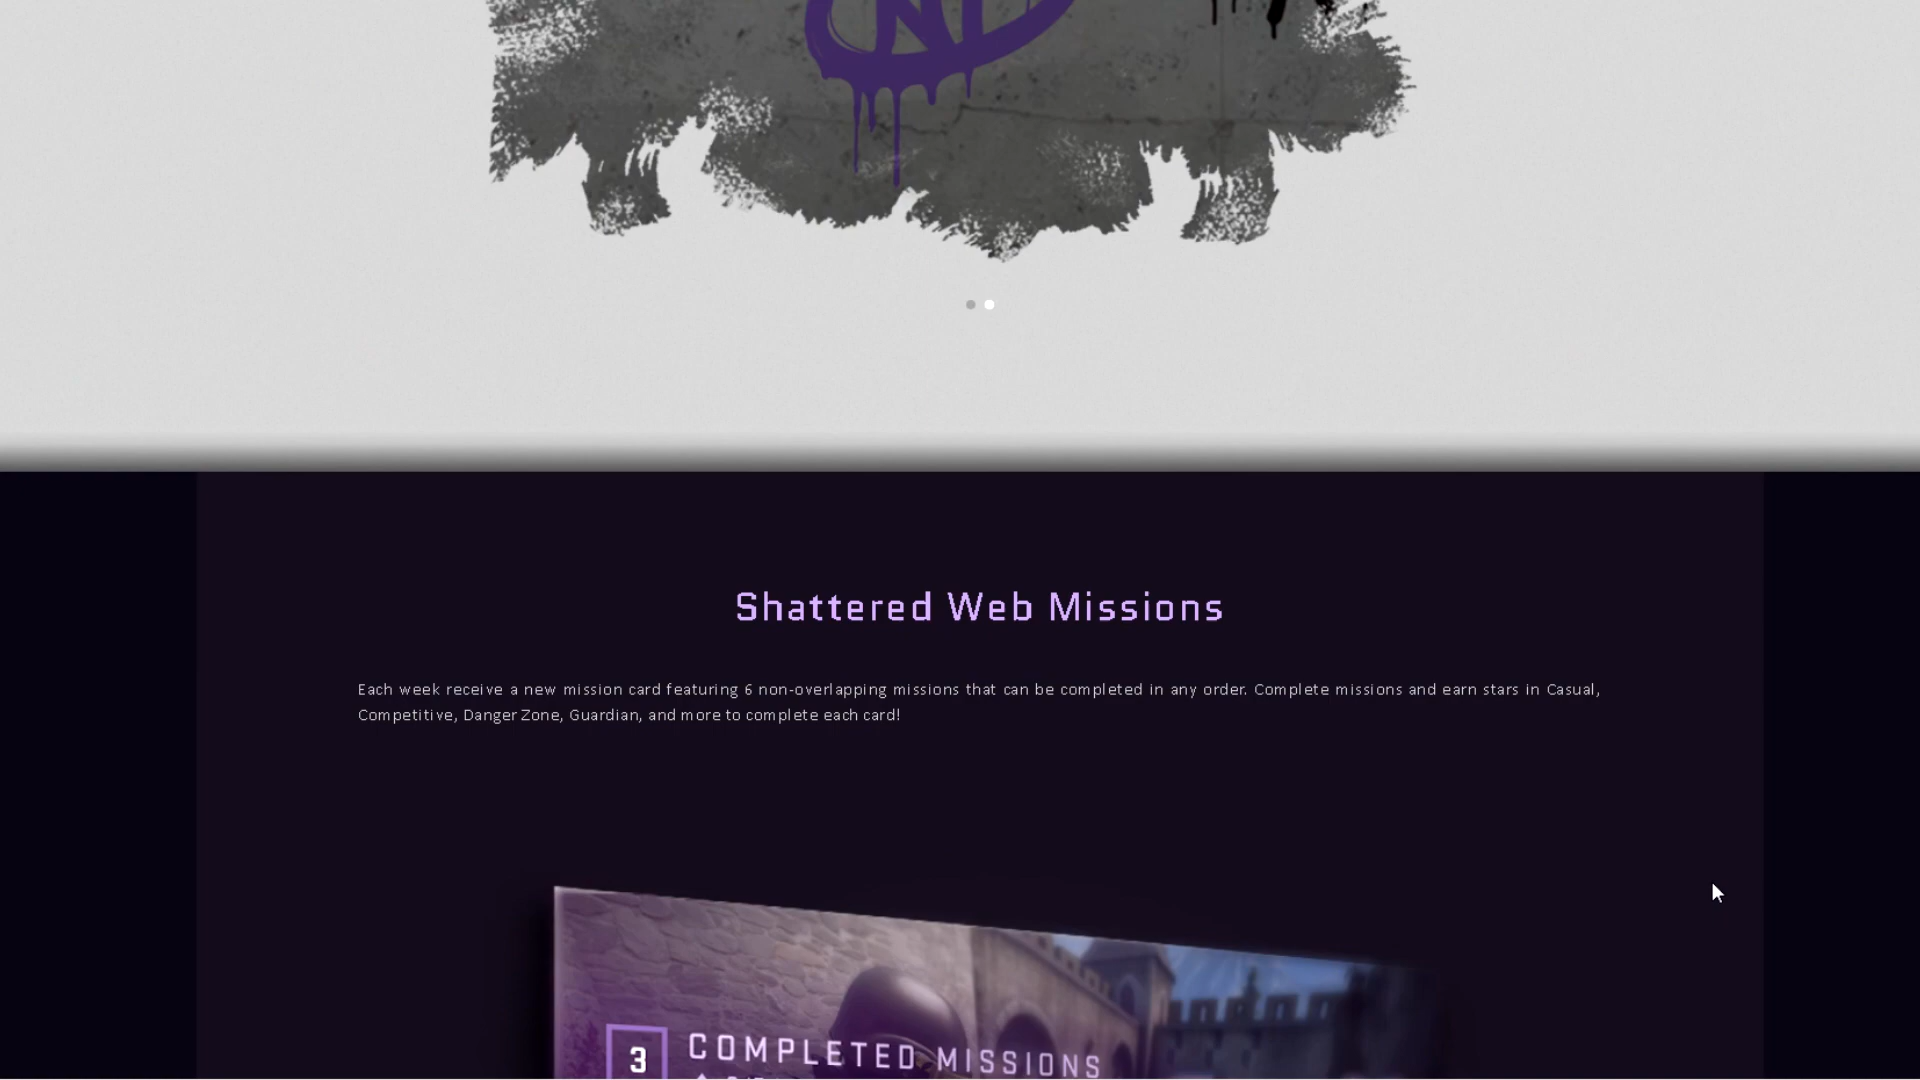 Shattered Web Missions
Each week receive a new mission card featuring 6 non-overlapping missions that can be completed in any order. Complete missions and earn stars in Casual,
Competitive, Danger Zone, Guardian, and more to complete each card!
3 COMPLETED MISSIONS